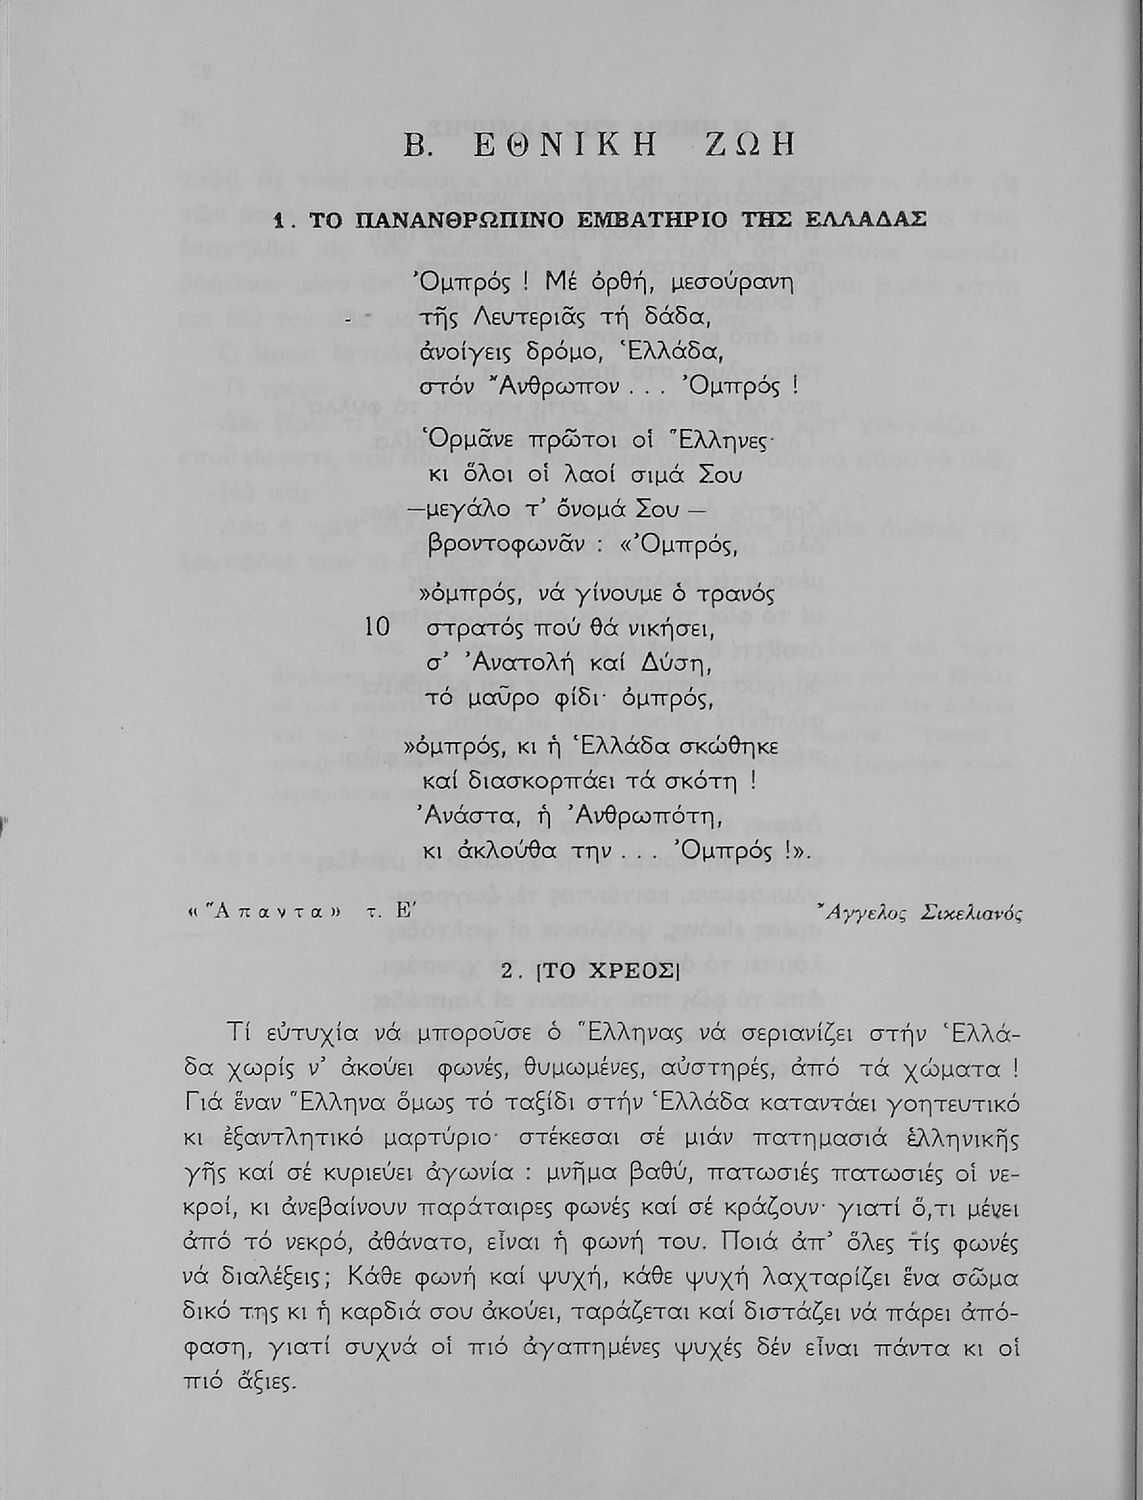 Β. ΕΘΝΙΚΗ ΖΩΗ
1. ΤΟ ΠΑΝΑΝΘΡΩΠΙΝΟ ΕΜΒΑΤΗΡΙΟ ΤΗΣ ΕΛΛΑΔΑΣ
Ὀμπρός ! Μέ ὀρθή, μεσούρανη
τῆς Λευτεριᾶς τή δάδα,
ἀνοίγεις δρόμο, Ἑλλάδα,
στόν Ἄνθρωπον . . . Ὀμπρός !
Ὁρμᾶνε πρῶτοι οἱ Ἕλληνες·
κι ὅλοι οἱ λαοί σιμά Σου
—μεγάλο τ’ ὄνομά Σου —
βροντοφωνᾶν : «Ὀμπρός,
»ὀμπρός, νά γίνουμε ὁ τρανός
10 στρατός πού θά νικήσει,
σ’ Ἀνατολή καί Δύση,
τό μαῦρο φίδι· ὀμπρός,
»ὀμπρός, κι ἡ Ἑλλάδα σκώθηκε
καί διασκορπάει τά σκότη !
Ἀνάστα, ἡ Ἀνθρωπότη,
κι ἀκλούθα την . . . Ὀμπρός !».
« Ἅπαντα » τ. Ε΄ Ἄγγελος Σικελιανός
2. [ΤΟ ΧΡΕΟΣ]
Τί εὐτυχία νά μποροῦσε ὁ Ἕλληνας νά σεριανίζει στήν Ἑλλά-
δα χωρίς ν’ ἀκούει φωνές, θυμωμένες, αὐστηρές, ἀπό τά χώματα !
Γιά ἕναν Ἕλληνα ὅμως τό ταξίδι στήν Ἑλλάδα καταντάει γοητευτικό
κι ἐξαντλητικό μαρτύριο· στέκεσαι σέ μιάν πατημασιά ἑλληνικῆς
γῆς καί σέ κυριεύει ἀγωνία : μνῆμα βαθύ, πατωσιές πατωσιές οἱ νε-
κροί, κι ἀνεβαίνουν παράταιρες φωνές καί σέ κράζουν· γιατί ὅ,τι μένει
ἀπό τό νεκρό, ἀθάνατο, εἶναι ἡ φωνή του. Ποιά ἀπ’ ὅλες τίς φωνές
νά διαλέξεις; Κάθε φωνή καί ψυχή, κάθε ψυχή λαχταρίζει ἕνα σῶμα
δικό της κι ἡ καρδιά σου ἀκούει, ταράζεται καί διστάζει νά πάρει ἀπό-
φαση, γιατί συχνά οἱ πιό ἀγαπημένες ψυχές δέν εἶναι πάντα κι οἱ
πιό ἄξιες.